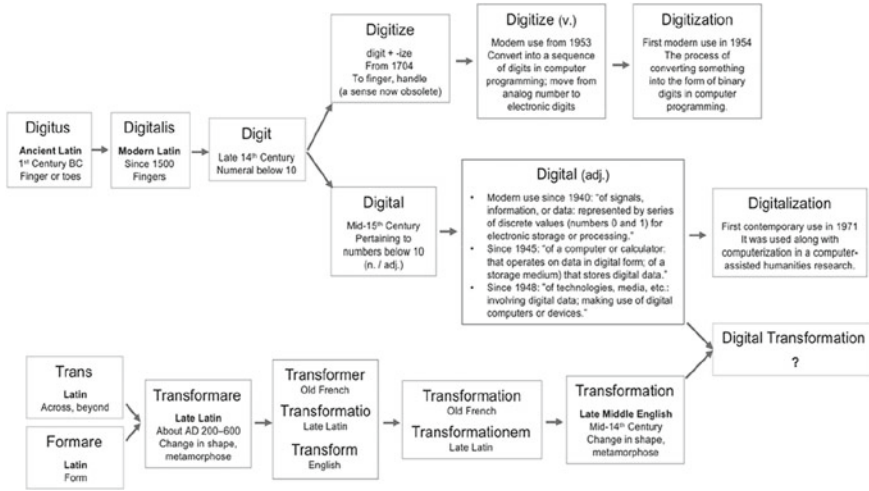 Digitize
digit + -ize
From 1704
To finger, handle
(a sense now obsolete)
Digitize (v.)
Modern use from 1953
Convert into a sequence
of digits in computer
programming; move from
analog number to
electronic digits
Digitization
First modern use in 1954
The process of
converting something
into the form of binary
digits in computer
programming.
Digitus
Ancient Latin
1st Century BC
Finger or toes
Digitalis
Modern Latin
Since 1500
Fingers
Digit
Late 14th Century
Numeral below 10
Digital
Mid-15th Century
Pertaining to
numbers below 10
(n. / adj.)
Digital (adj.)
• Modern use since 1940: “of signals,
information, or data: represented by series
of discrete values (numbers 0 and 1) for
electronic storage or processing.”
• Since 1945: “of a computer or calculator:
that operates on data in digital form; of a
storage medium) that stores digital data.”
• Since 1948: “of technologies, media, etc.:
involving digital data; making use of digital
computers or devices.”
Digitalization
First contemporary use in 1971
It was used along with
computerization in a computer-
assisted humanities research.
Digital Transformation
?
Trans
Latin
Across, beyond
Formare
Latin
Form
Transformare
Late Latin
About AD 200–600
Change in shape,
metamorphose
Transformer
Old French
Transformatio
Late Latin
Transform
English
Transformation
Old French
Transformationem
Late Latin
Transformation
Late Middle English
Mid-14th Century
Change in shape,
metamorphose